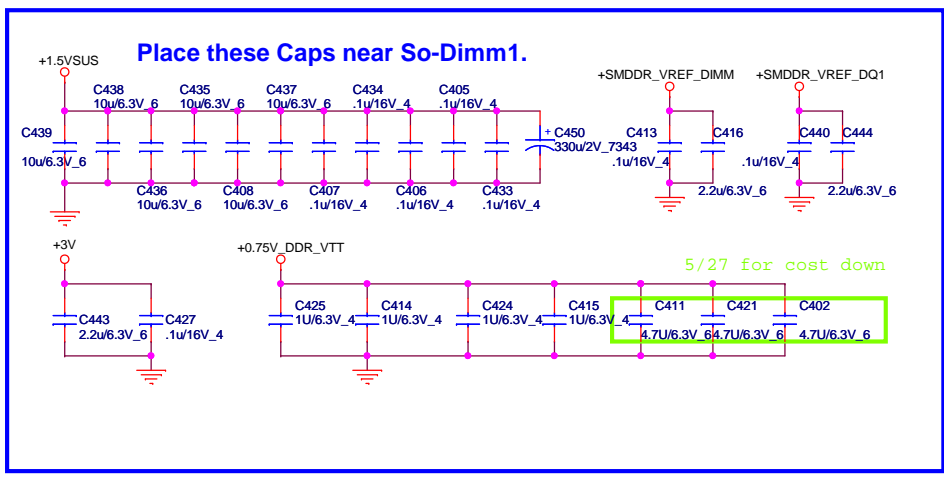 Place these Caps near So-Dimm1.
+1.5VSUS
+SMDDR_VREF_DIMM
+SMDDR_VREF_DQ1
C438
10u/6.3V_6
C435
10u/6.3V_6
C437
10u/6.3V_6
C434
.1u/16V_4
C405
.1u/16V_4
C439
10u/6.3V_6
+ C450
330u/2V_7343
C413
.1u/16V_4
C416
2.2u/6.3V_6
C440
.1u/16V_4
C444
2.2u/6.3V_6
C436
10u/6.3V_6
C408
10u/6.3V_6
C407
.1u/16V_4
C406
.1u/16V_4
C433
.1u/16V_4
+3V
+0.75V_DDR_VTT
5/27 for cost down
C443
2.2u/6.3V_6
C427
.1u/16V_4
C425
1U/6.3V_4
C414
1U/6.3V_4
C424
1U/6.3V_4
C415
1U/6.3V_4
C411
4.7U/6.3V_6
C421
4.7U/6.3V_6
C402
4.7U/6.3V_6